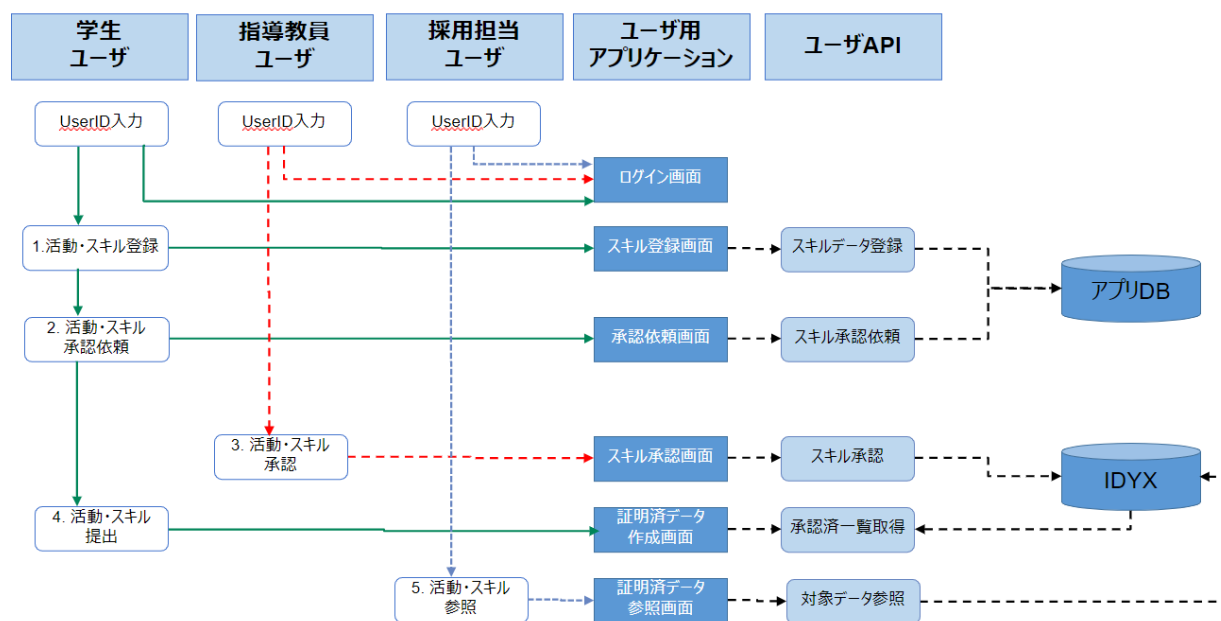 学生
ユーザ
指導教員
ユーザ
採用担当
ユーザ
ユーザ用
アプリケーション
ユーザAPI
UserID入力
UserID入力
UserID入力
ログイン画面
1.活動・スキル登録
スキル登録画面
スキルデータ登録
アプリDB
2. 活動・スキル
承認依頼
承認依頼画面
スキル承認依頼
3. 活動・スキル
承認
スキル承認画面
スキル承認
IDYX
4. 活動・スキル
提出
証明済データ
作成画面
承認済一覧取得
5. 活動・スキル
参照
証明済データ
参照画面
対象データ参照